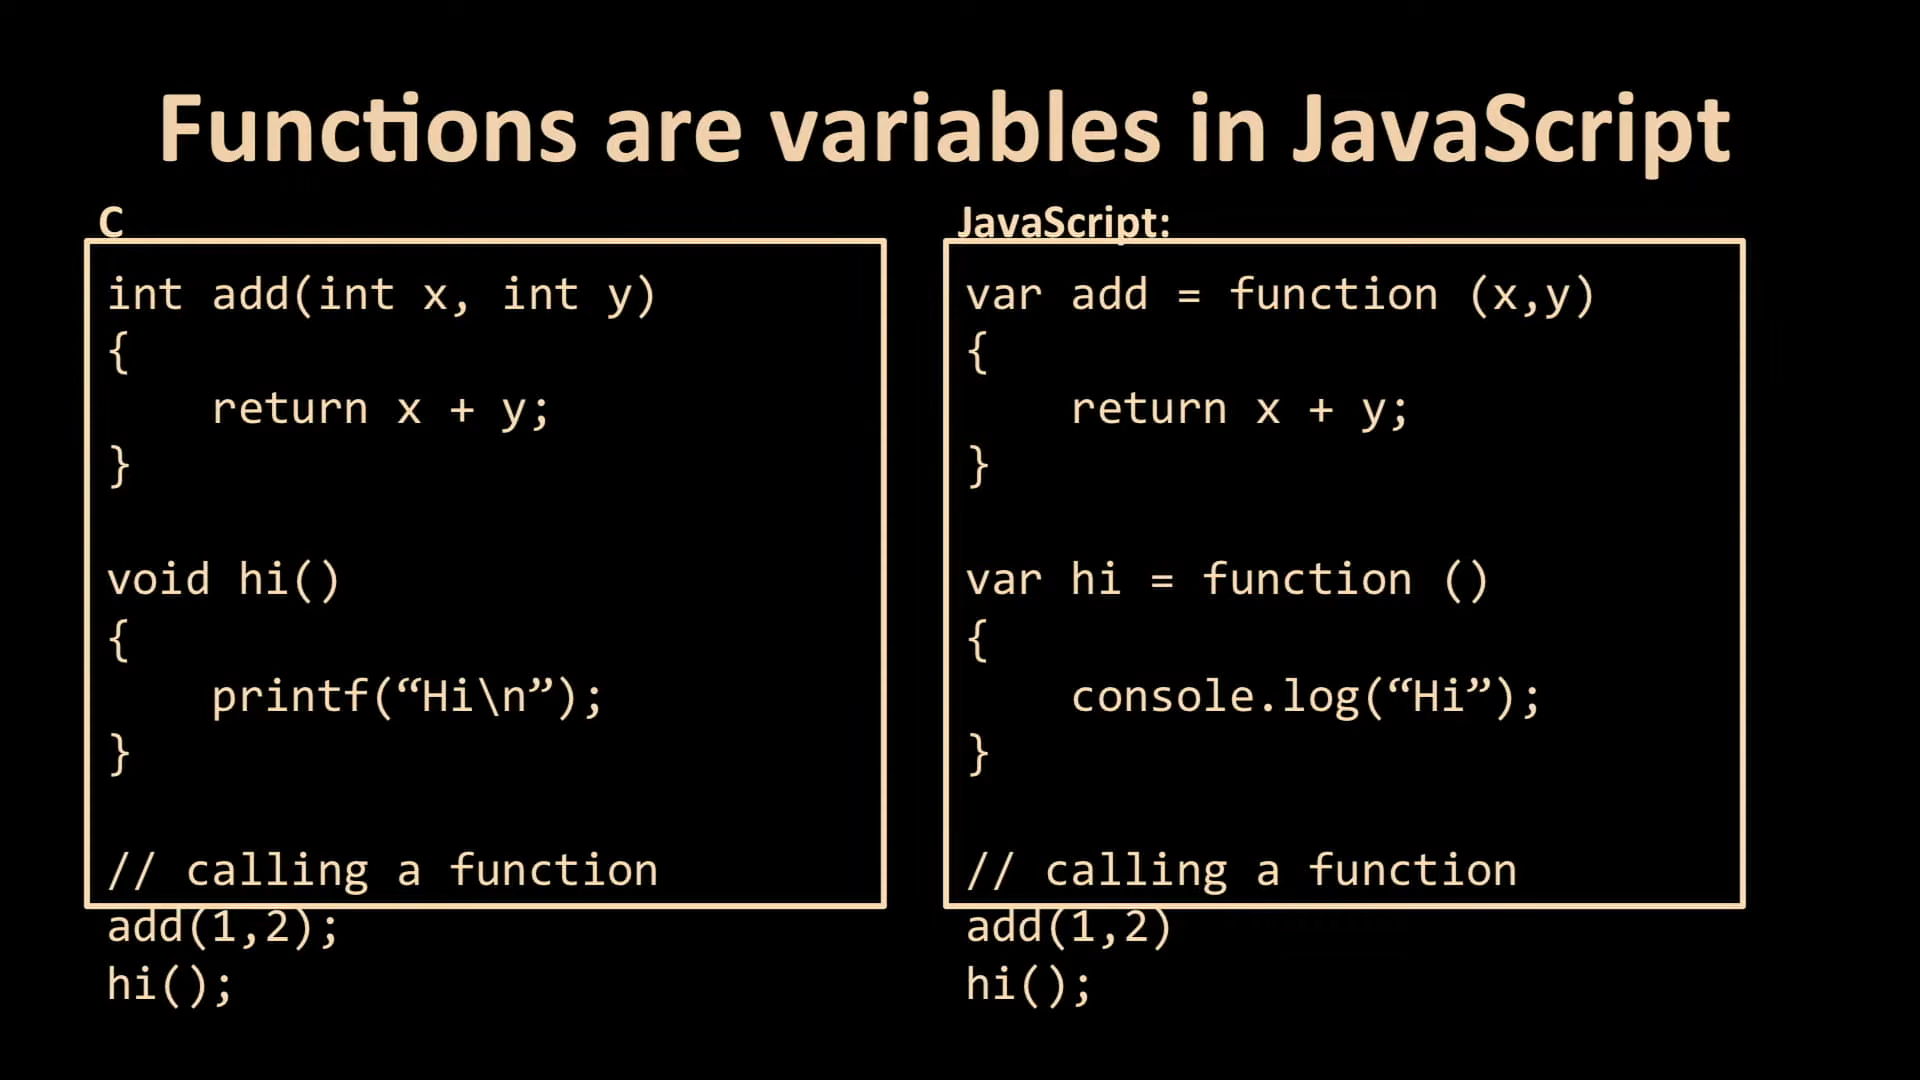 Functions are variables in JavaScript
C
int add(int x, int y)
{
    return x + y;
}
void hi()
{
    printf(“Hi\n”);
}
// calling a function
add(1,2);
hi();
JavaScript:
var add = function (x,y)
{
    return x + y;
}
var hi = function ()
{
    console.log(“Hi”);
}
// calling a function
add(1,2)
hi();